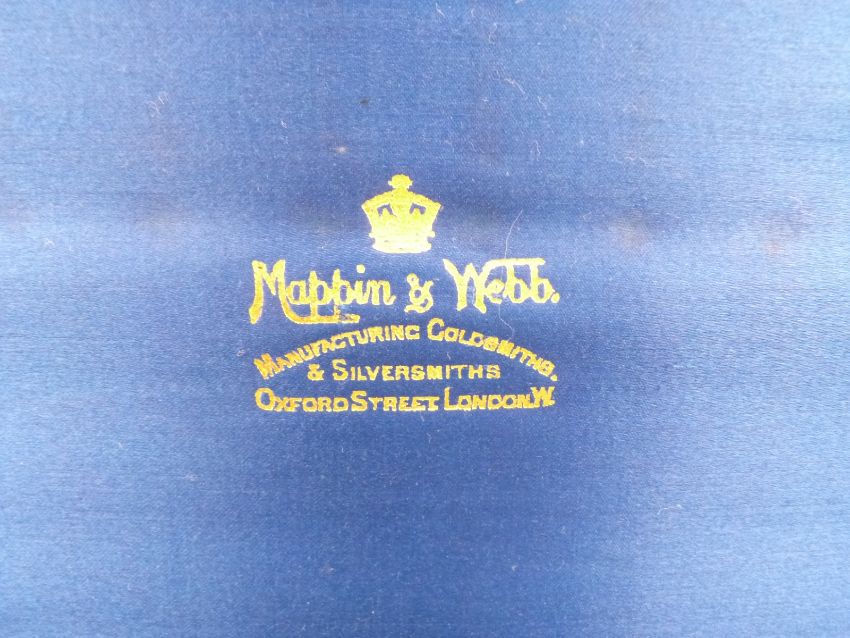 Mappin & Webb.
MANUFACTURING GOLDSMITHS.
& SILVERSMITHS
OXFORD STREET LONDON.W.